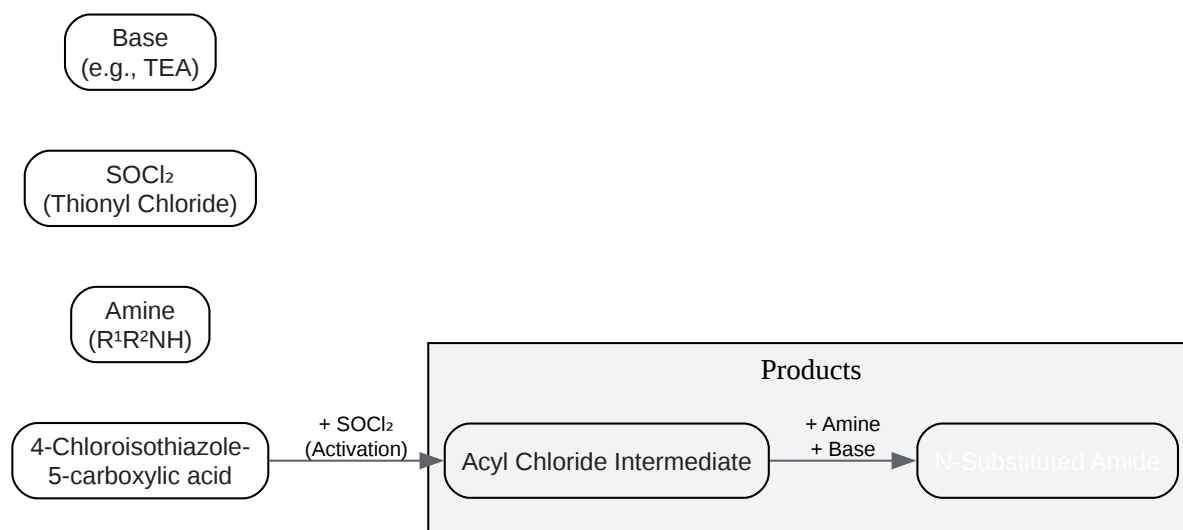 Base
(e.g., TEA)
SOCl₂
(Thionyl Chloride)
Amine
(R¹R²NH)
Products
4-Chloroisothiazole-
5-carboxylic acid
+ SOCl₂
(Activation)
Acyl Chloride Intermediate
+ Amine
+ Base
N-Substituted Amide